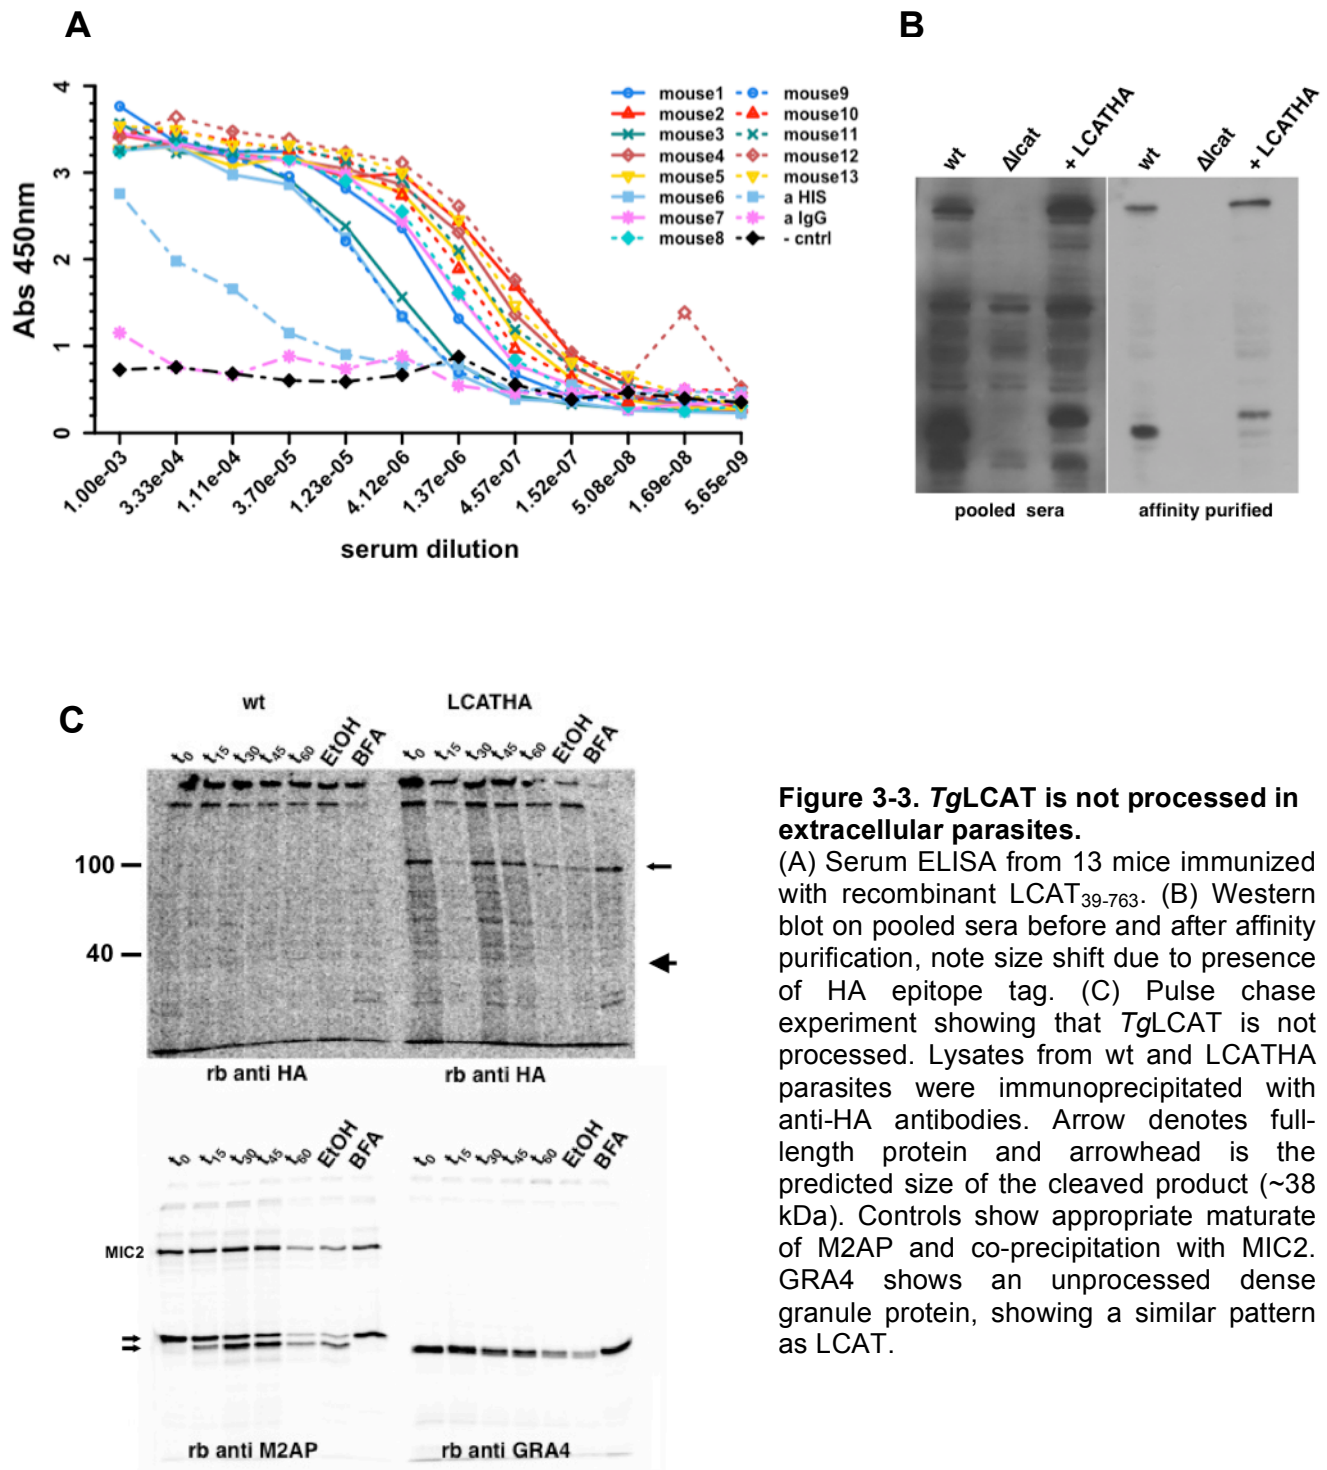 A
B
Abs 450nm
4
3
2
1
0
1.00e-03
3.33e-04
1.11e-04
3.70e-05
1.23e-05
4.12e-06
1.37e-06
4.57e-07
1.52e-07
5.08e-08
1.69e-08
5.65e-09
serum dilution
mouse1 mouse9
mouse2 mouse10
mouse3 mouse11
mouse4 mouse12
mouse5 mouse13
mouse6 a HIS
mouse7 a IgG
mouse8 - cntrl
wt Δlcat + LCATHA wt Δlcat + LCATHA
pooled sera affinity purified
C
wt LCATHA
t0 t15 t30 t45 t60 EtOH BFA t0 t15 t30 t45 t60 EtOH BFA
100
40
rb anti HA rb anti HA
t0 t15 t30 t45 t60 EtOH BFA t0 t15 t30 t45 t60 EtOH BFA
MIC2
rb anti M2AP rb anti GRA4
Figure 3-3. TgLCAT is not processed in
extracellular parasites.
(A) Serum ELISA from 13 mice immunized
with recombinant LCAT39-763. (B) Western
blot on pooled sera before and after affinity
purification, note size shift due to presence
of HA epitope tag. (C) Pulse chase
experiment showing that TgLCAT is not
processed. Lysates from wt and LCATHA
parasites were immunoprecipitated with
anti-HA antibodies. Arrow denotes full-
length protein and arrowhead is the
predicted size of the cleaved product (~38
kDa). Controls show appropriate maturate
of M2AP and co-precipitation with MIC2.
GRA4 shows an unprocessed dense
granule protein, showing a similar pattern
as LCAT.